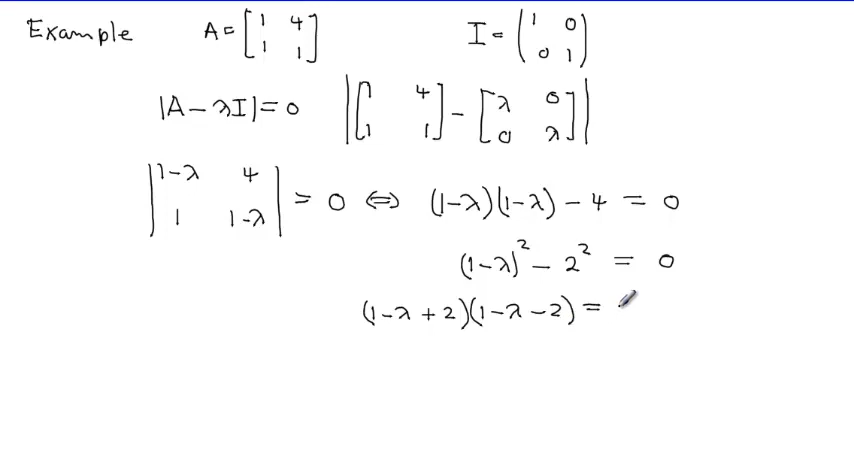 Example A = [1 4; 1 1] I = (1 0; 0 1)
|A − λI| = 0 |[1 4; 1 1] − [λ 0; 0 λ]|
|1−λ 4; 1 1−λ| = 0 ⇔ (1−λ)(1−λ) − 4 = 0
(1−λ)² − 2² = 0
(1−λ+2)(1−λ−2) =